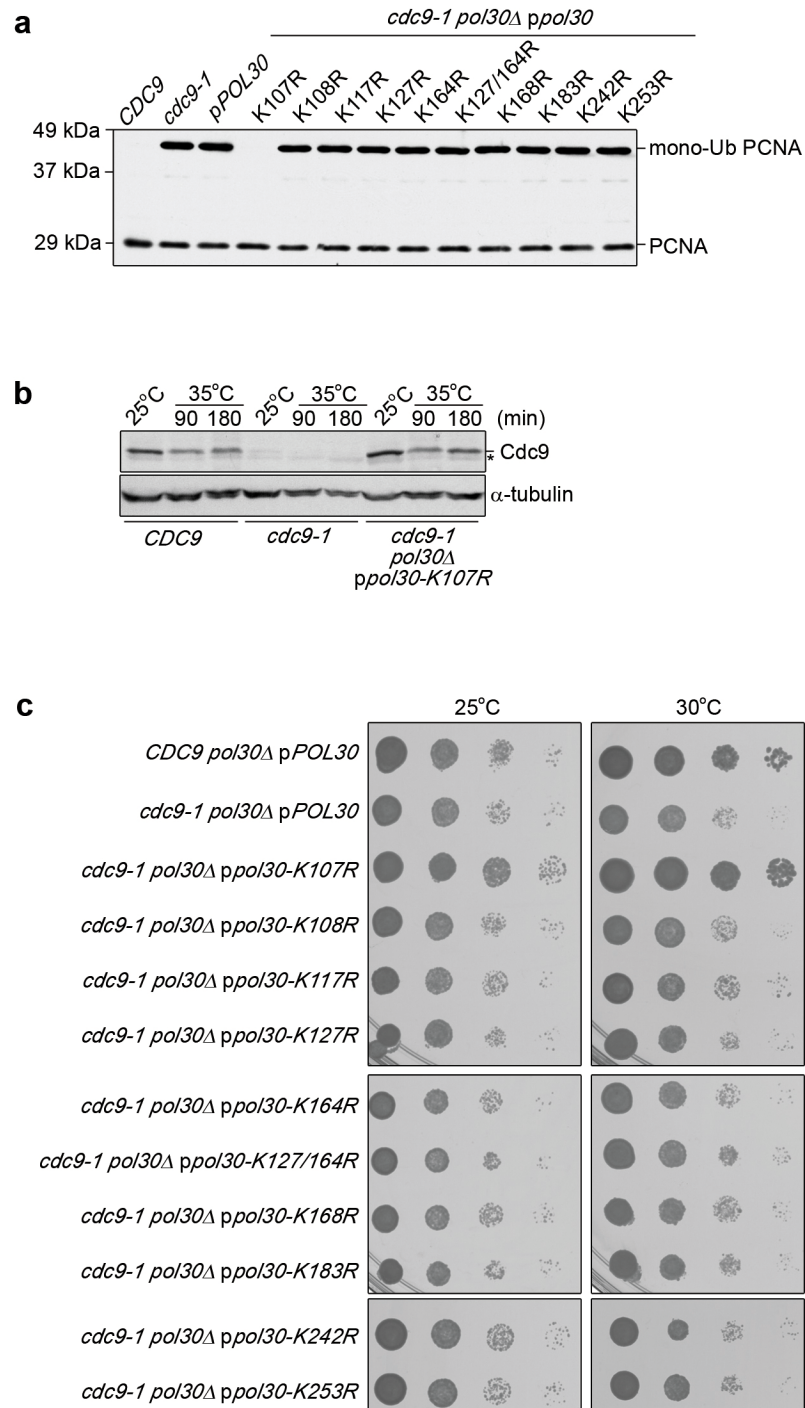 a
cdc9-1 pol30Δ ppol30
CDC9
cdc9-1
pPOL30
K107R
K108R
K117R
K127R
K164R
K127/164R
K168R
K183R
K242R
K253R
49 kDa
37 kDa
29 kDa
mono-Ub PCNA
PCNA
b
25°C 35°C 25°C 35°C 25°C 35°C
90 180 90 180 90 180 (min)
Cdc9
*
α-tubulin
CDC9 cdc9-1 cdc9-1
pol30Δ
ppol30-K107R
c
25°C 30°C
CDC9 pol30Δ pPOL30
cdc9-1 pol30Δ pPOL30
cdc9-1 pol30Δ ppol30-K107R
cdc9-1 pol30Δ ppol30-K108R
cdc9-1 pol30Δ ppol30-K117R
cdc9-1 pol30Δ ppol30-K127R
cdc9-1 pol30Δ ppol30-K164R
cdc9-1 pol30Δ ppol30-K127/164R
cdc9-1 pol30Δ ppol30-K168R
cdc9-1 pol30Δ ppol30-K183R
cdc9-1 pol30Δ ppol30-K242R
cdc9-1 pol30Δ ppol30-K253R